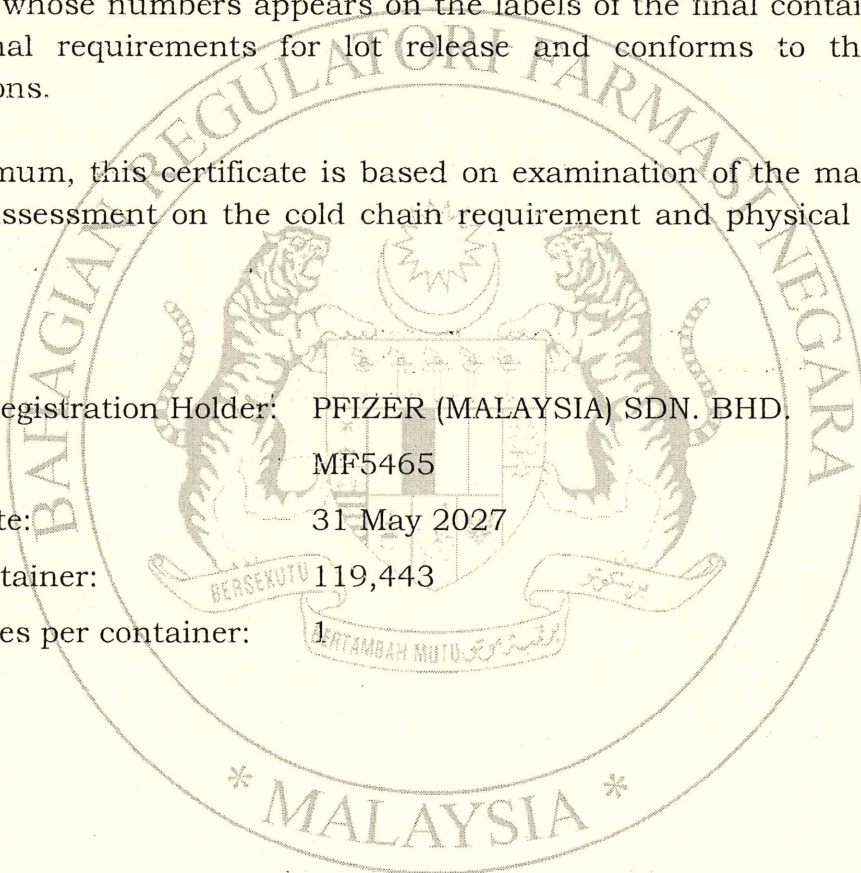 whose numbers appears on the labels of the final contai
nal requirements for lot release and conforms to th
ons.
mum, this certificate is based on examination of the ma
assessment on the cold chain requirement and physical
egistration Holder: PFIZER (MALAYSIA) SDN. BHD.
MF5465
te: 31 May 2027
tainer: 119,443
es per container: 1
BAHAGIAN REGULATORI FARMASI NEGARA
BERSEKUTU
BERTAMBAH MUTU
* MALAYSIA *